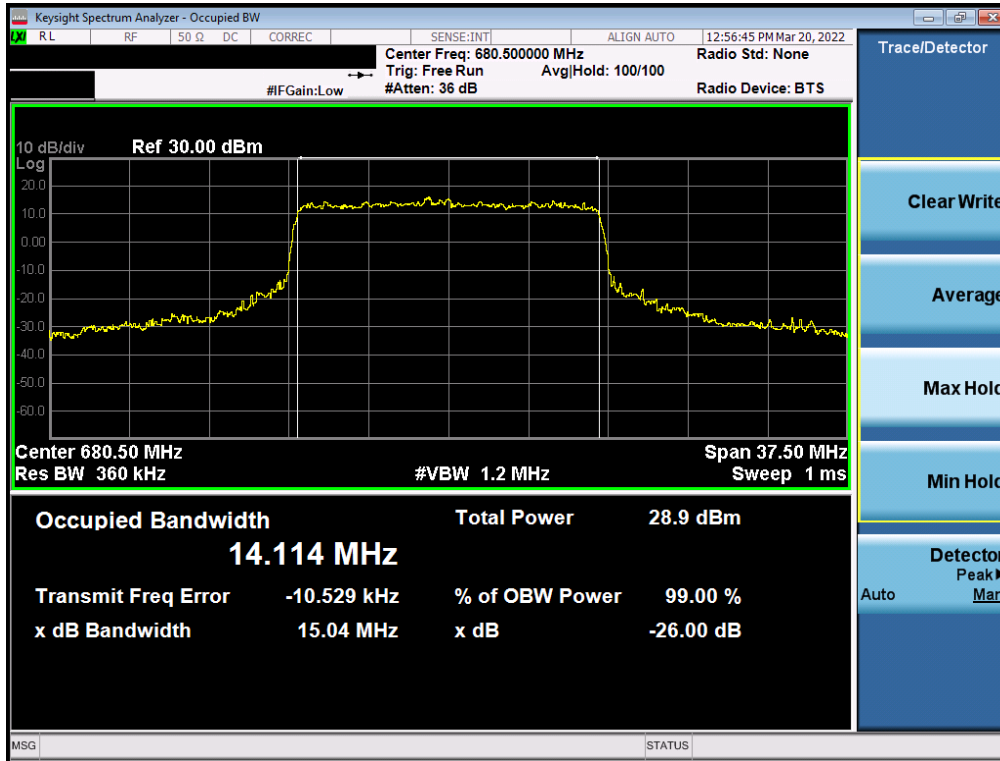 Keysight Spectrum Analyzer - Occupied BW
LXI RL RF 50 Ω DC CORREC SENSE:INT ALIGN AUTO 12:56:45 PM Mar 20, 2022
Center Freq: 680.500000 MHz Radio Std: None
Trig: Free Run Avg|Hold: 100/100
#IFGain:Low #Atten: 36 dB Radio Device: BTS
Trace/Detector
10 dB/div Ref 30.00 dBm
Log
20.0
10.0
0.00
-10.0
-20.0
-30.0
-40.0
-50.0
-60.0
Center 680.50 MHz Span 37.50 MHz
Res BW 360 kHz #VBW 1.2 MHz Sweep 1 ms
Occupied Bandwidth Total Power 28.9 dBm
14.114 MHz
Transmit Freq Error -10.529 kHz % of OBW Power 99.00 %
x dB Bandwidth 15.04 MHz x dB -26.00 dB
Clear Write
Average
Max Hold
Min Hold
Detector
Peak
Auto Man
MSG STATUS